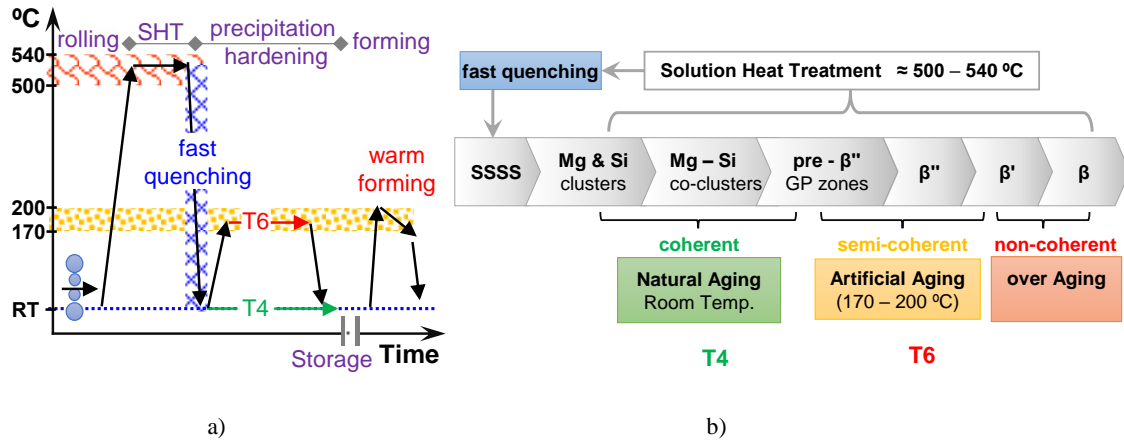 ºC
rolling
SHT
precipitation
hardening
forming
540
500
fast
quenching
warm
forming
200
170
T6
T4
RT
Storage
Time
a)
fast quenching
Solution Heat Treatment ≈ 500 – 540 ºC
SSSS
Mg & Si
clusters
Mg – Si
co-clusters
pre - β"
GP zones
β"
β'
β
coherent
semi-coherent
non-coherent
Natural Aging
Room Temp.
Artificial Aging
(170 – 200 ºC)
over Aging
T4
T6
b)